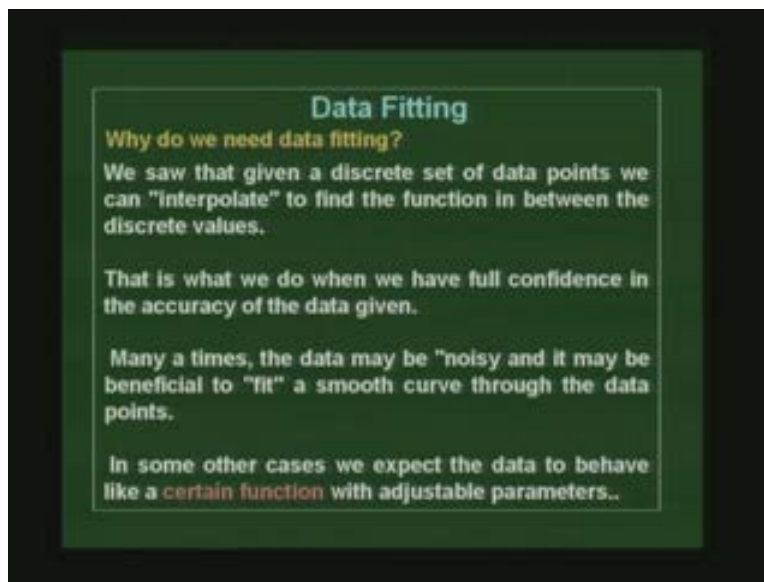 Data Fitting
Why do we need data fitting?
We saw that given a discrete set of data points we
can "interpolate" to find the function in between the
discrete values.
That is what we do when we have full confidence in
the accuracy of the data given.
Many a times, the data may be "noisy and it may be
beneficial to "fit" a smooth curve through the data
points.
In some other cases we expect the data to behave
like a certain function with adjustable parameters..